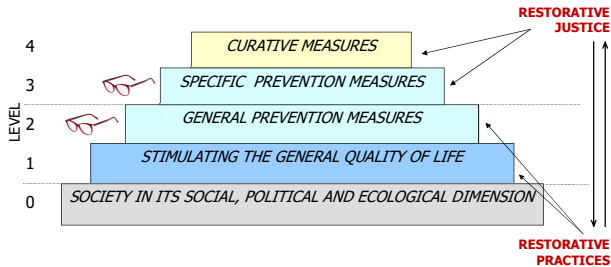 RESTORATIVE
JUSTICE
4
CURATIVE MEASURES
3
SPECIFIC PREVENTION MEASURES
LEVEL
2
GENERAL PREVENTION MEASURES
1
STIMULATING THE GENERAL QUALITY OF LIFE
0
SOCIETY IN ITS SOCIAL, POLITICAL AND ECOLOGICAL DIMENSION
RESTORATIVE
PRACTICES